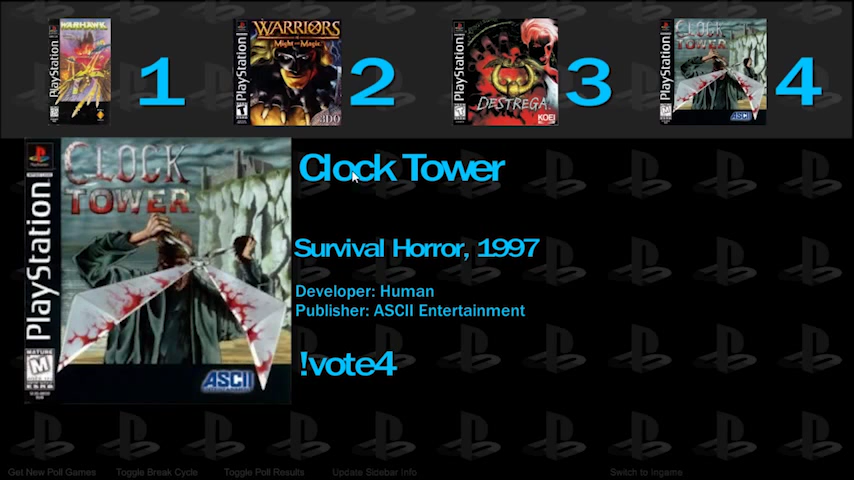 WARHAWK
PlayStation
1
WARRIORS
of Might and Magic
PlayStation
3DO
2
DESTREGA
PlayStation
KOEI
3
CLOCK
TOWER
PlayStation
ASCII
4
CLOCK
TOWER
PlayStation
MATURE
M
ESRB
ASCII
Clock Tower
Survival Horror, 1997
Developer: Human
Publisher: ASCII Entertainment
!vote4
Get New Poll Games
Toggle Break Cycle
Toggle Poll Results
Update Sidebar Info
Switch to Ingame